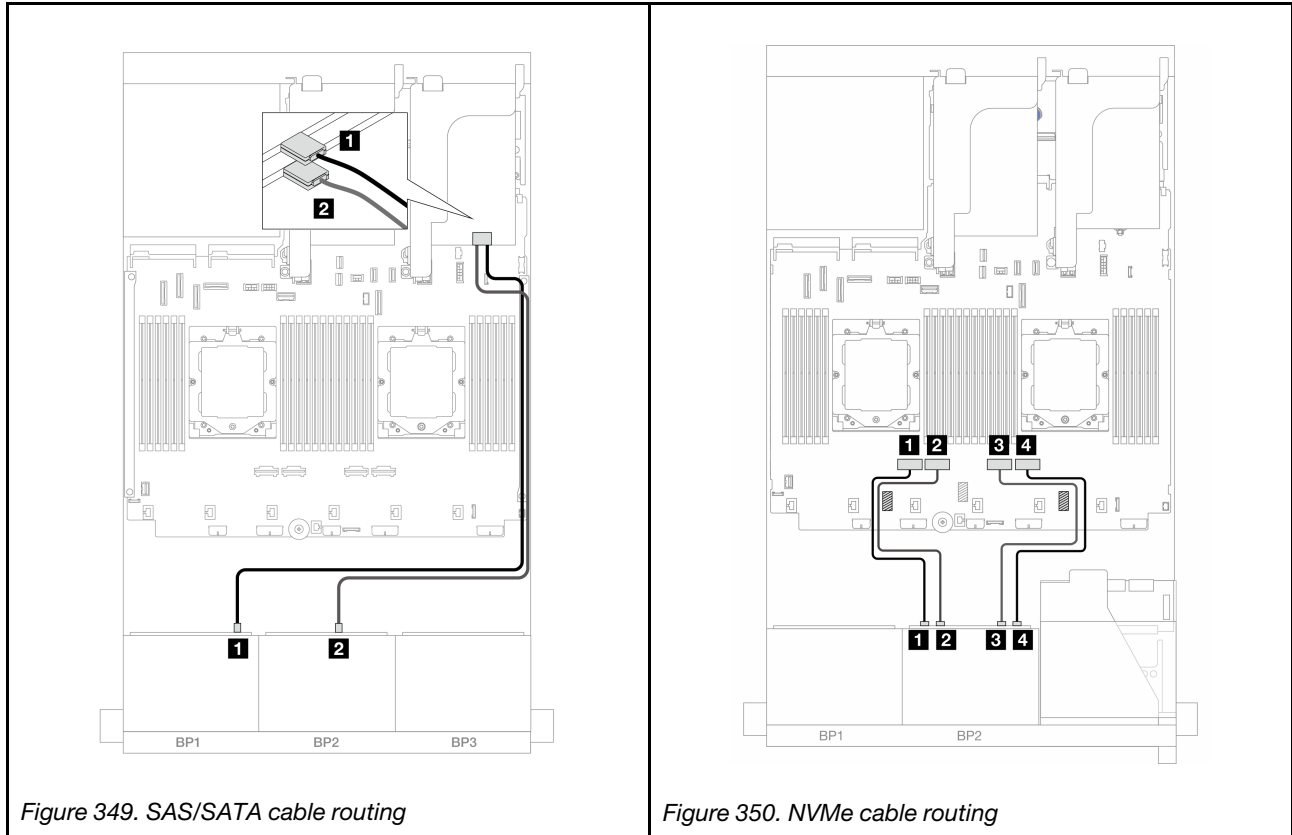 1
2
1
2
BP1
BP2
BP3
Figure 349. SAS/SATA cable routing
1 2 3 4
1 2 3 4
BP1
BP2
Figure 350. NVMe cable routing